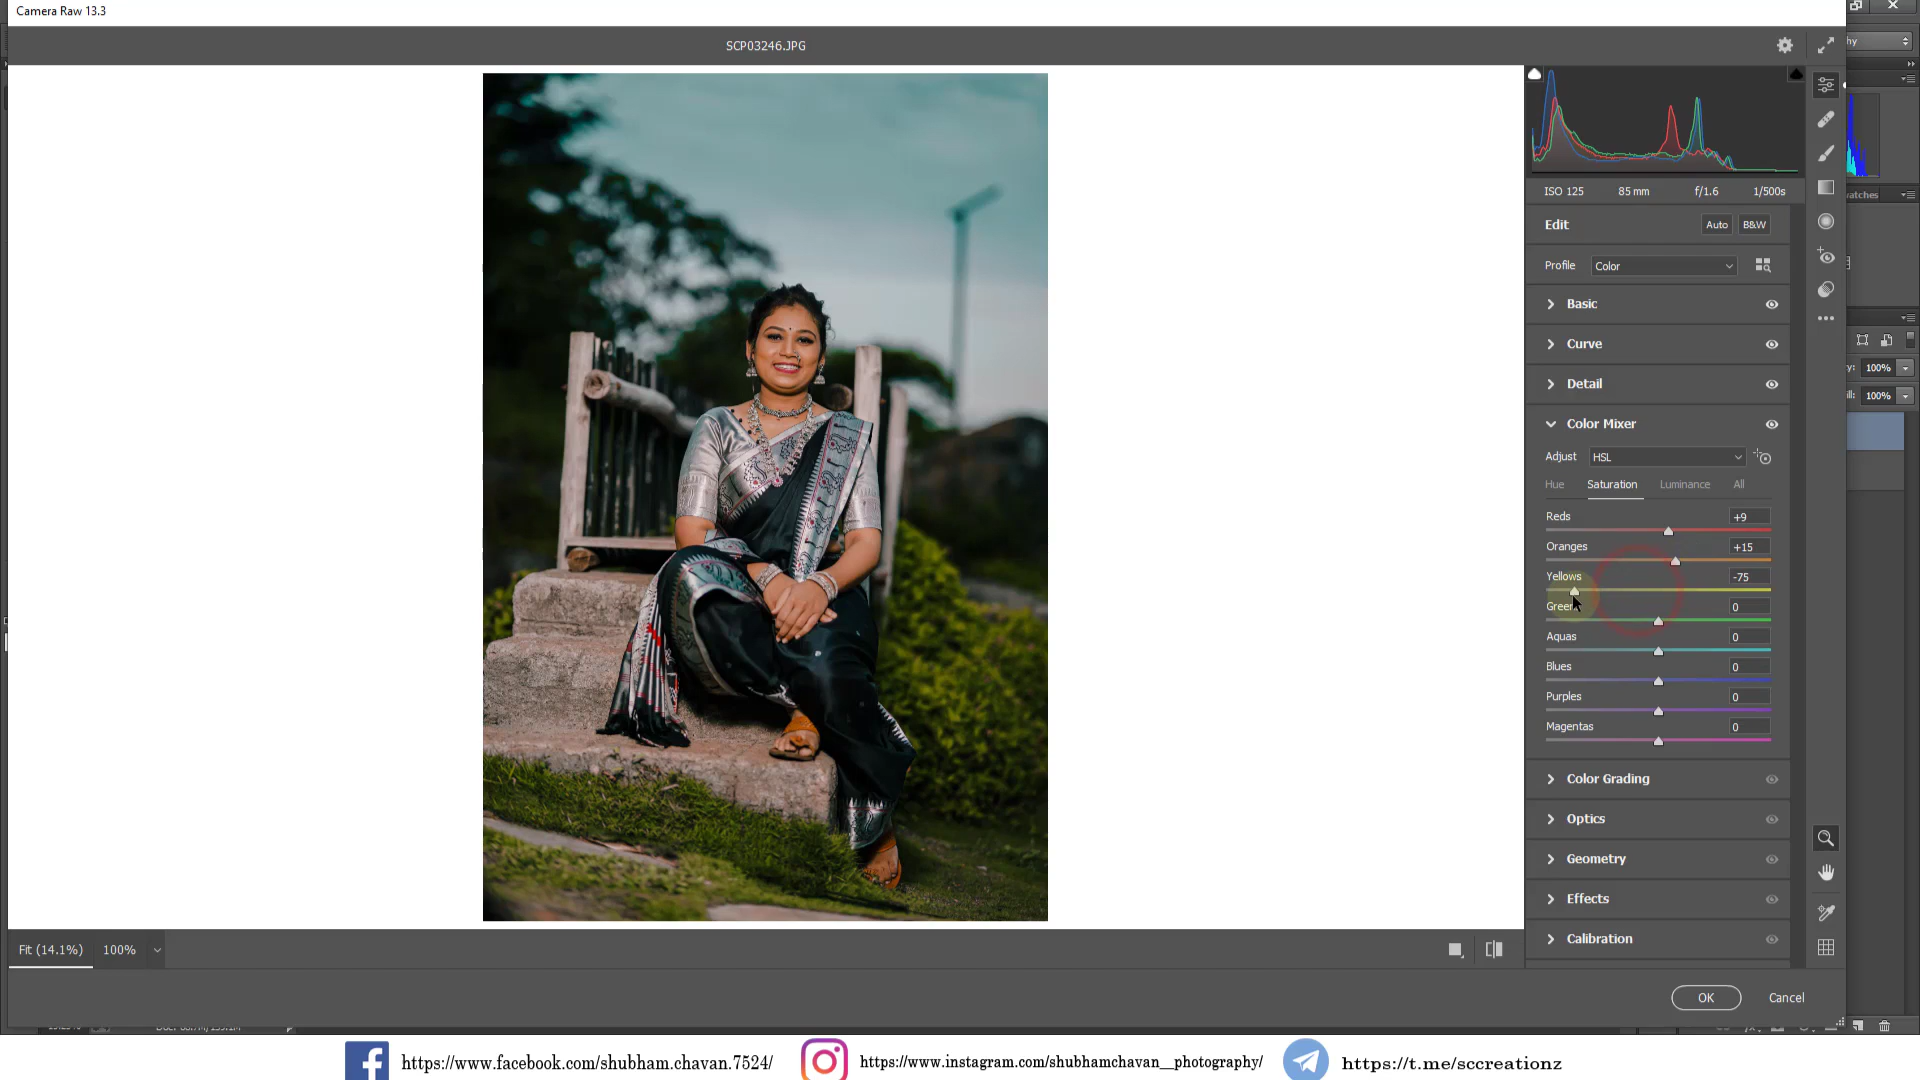 Camera Raw 13.3
SCP03246.JPG
ISO 125 85 mm f/1.6 1/500s
Edit Auto B&W
Profile Color
Basic
Curve
Detail
Color Mixer
Adjust HSL
Hue Saturation Luminance All
Reds +9
Oranges +15
Yellows -75
Greens 0
Aquas 0
Blues 0
Purples 0
Magentas 0
Color Grading
Optics
Geometry
Effects
Calibration
100%
100%
Fit (14.1%) 100%
OK Cancel
https://www.facebook.com/shubham.chavan.7524/ https://www.instagram.com/shubhamchavan__photography/ https://t.me/sccreationz